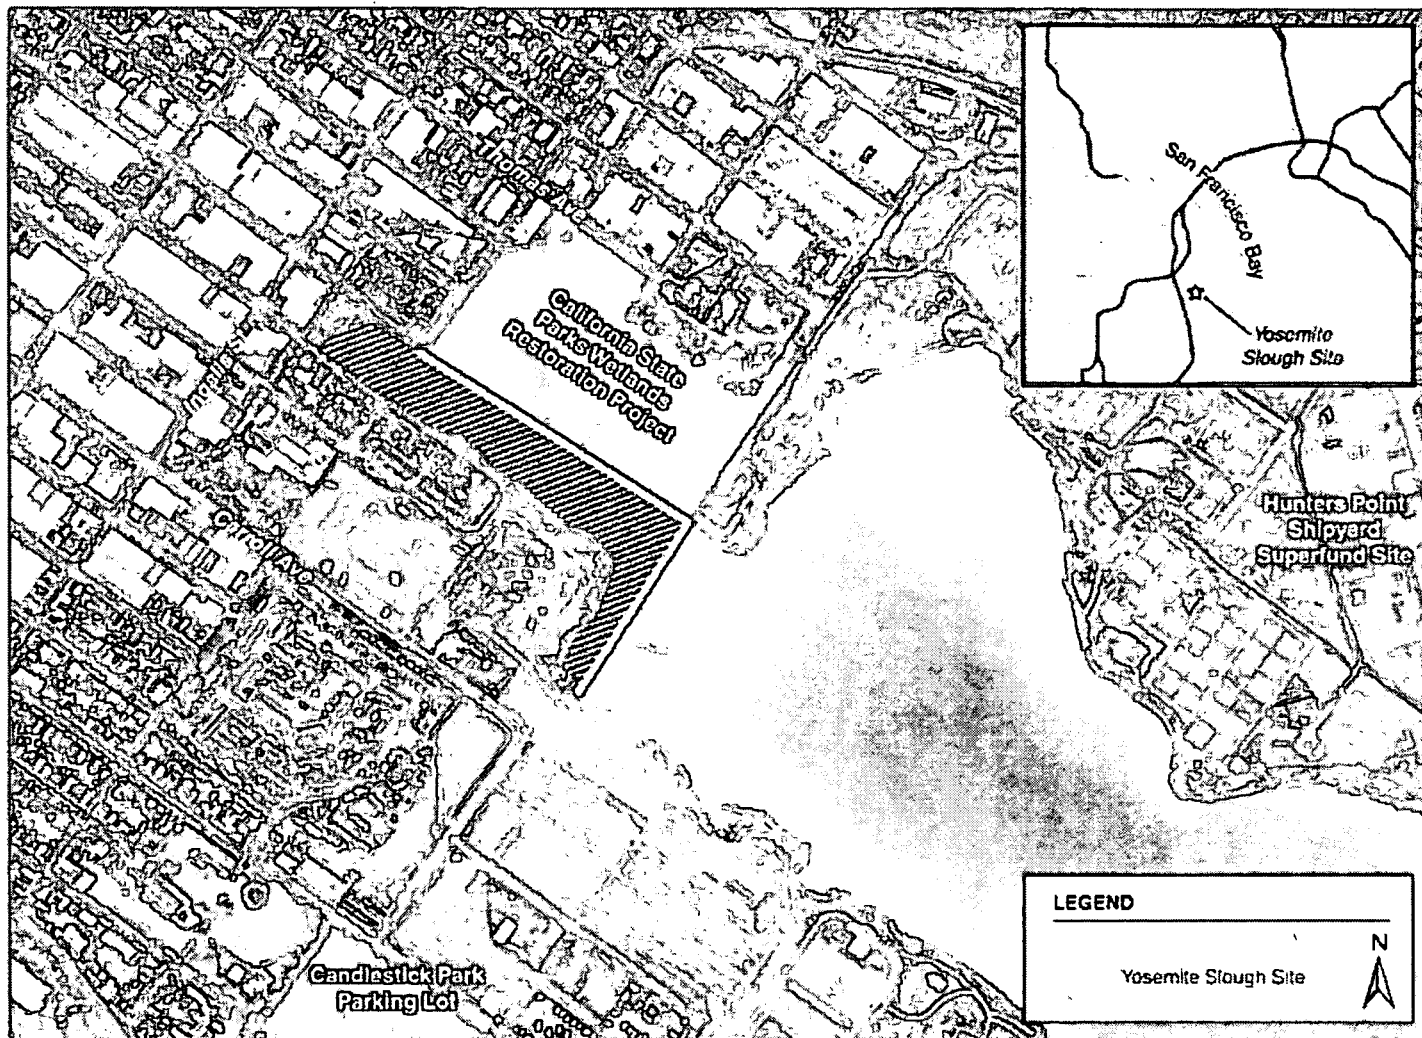 San Francisco Bay
Yosemite
Slough Site
Thomas Ave
California State
Parks Wetlands
Restoration Project
Ingalls
Hunters Point
Shipyard
Superfund Site
Carroll Ave
Candlestick Park
Parking Lot
LEGEND
N
Yosemite Slough Site